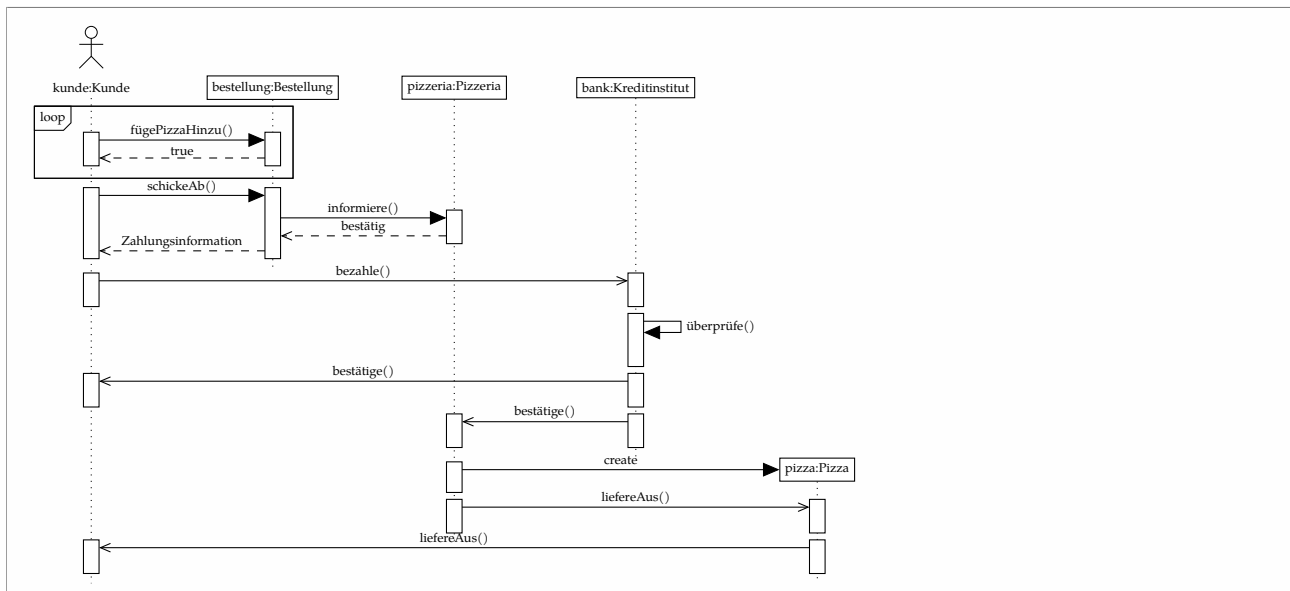 kunde:Kunde
bestellung:Bestellung
pizzeria:Pizzeria
bank:Kreditinstitut
loop
fügePizzaHinzu()
true
schickeAb()
informiere()
bestätig
Zahlungsinformation
bezahle()
überprüfe()
bestätige()
bestätige()
create
pizza:Pizza
liefereAus()
liefereAus()